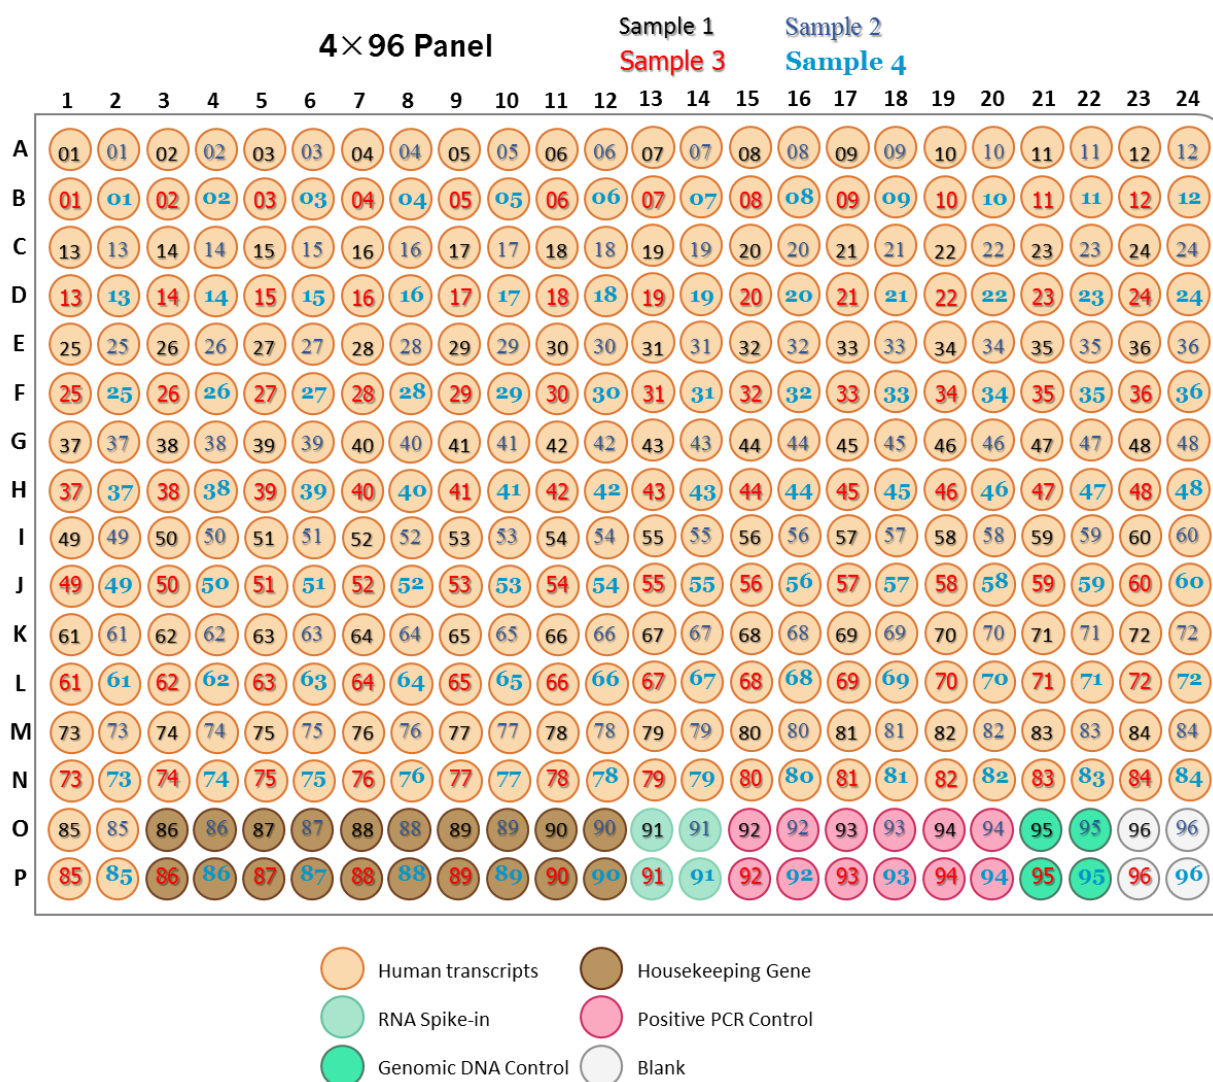 4×96 Panel
Sample 1 Sample 2
Sample 3 Sample 4
1 2 3 4 5 6 7 8 9 10 11 12 13 14 15 16 17 18 19 20 21 22 23 24
A 01 01 02 02 03 03 04 04 05 05 06 06 07 07 08 08 09 09 10 10 11 11 12 12
B 01 01 02 02 03 03 04 04 05 05 06 06 07 07 08 08 09 09 10 10 11 11 12 12
C 13 13 14 14 15 15 16 16 17 17 18 18 19 19 20 20 21 21 22 22 23 23 24 24
D 13 13 14 14 15 15 16 16 17 17 18 18 19 19 20 20 21 21 22 22 23 23 24 24
E 25 25 26 26 27 27 28 28 29 29 30 30 31 31 32 32 33 33 34 34 35 35 36 36
F 25 25 26 26 27 27 28 28 29 29 30 30 31 31 32 32 33 33 34 34 35 35 36 36
G 37 37 38 38 39 39 40 40 41 41 42 42 43 43 44 44 45 45 46 46 47 47 48 48
H 37 37 38 38 39 39 40 40 41 41 42 42 43 43 44 44 45 45 46 46 47 47 48 48
I 49 49 50 50 51 51 52 52 53 53 54 54 55 55 56 56 57 57 58 58 59 59 60 60
J 49 49 50 50 51 51 52 52 53 53 54 54 55 55 56 56 57 57 58 58 59 59 60 60
K 61 61 62 62 63 63 64 64 65 65 66 66 67 67 68 68 69 69 70 70 71 71 72 72
L 61 61 62 62 63 63 64 64 65 65 66 66 67 67 68 68 69 69 70 70 71 71 72 72
M 73 73 74 74 75 75 76 76 77 77 78 78 79 79 80 80 81 81 82 82 83 83 84 84
N 73 73 74 74 75 75 76 76 77 77 78 78 79 79 80 80 81 81 82 82 83 83 84 84
O 85 85 86 86 87 87 88 88 89 89 90 90 91 91 92 92 93 93 94 94 95 95 96 96
P 85 85 86 86 87 87 88 88 89 89 90 90 91 91 92 92 93 93 94 94 95 95 96 96
Human transcripts Housekeeping Gene
RNA Spike-in Positive PCR Control
Genomic DNA Control Blank